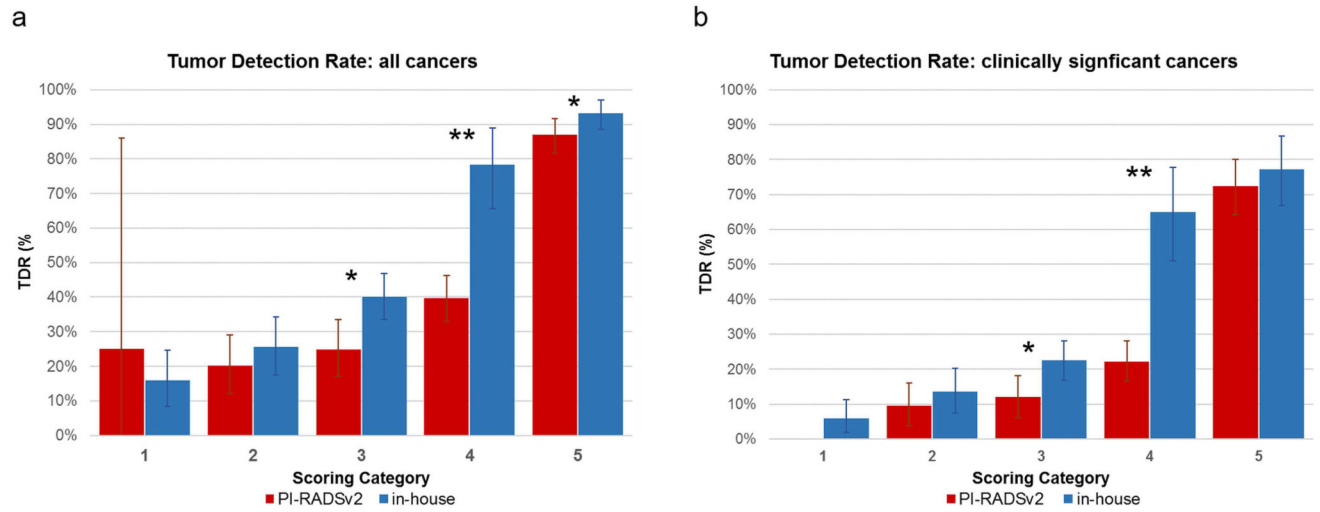 a
Tumor Detection Rate: all cancers
100%
90%
80%
70%
60%
50%
40%
30%
20%
10%
0%
TDR (%
*
**
*
1 2 3 4 5
Scoring Category
PI-RADSv2 in-house
b
Tumor Detection Rate: clinically signficant cancers
100%
90%
80%
70%
60%
50%
40%
30%
20%
10%
0%
TDR (%)
*
**
1 2 3 4 5
Scoring Category
PI-RADSv2 in-house